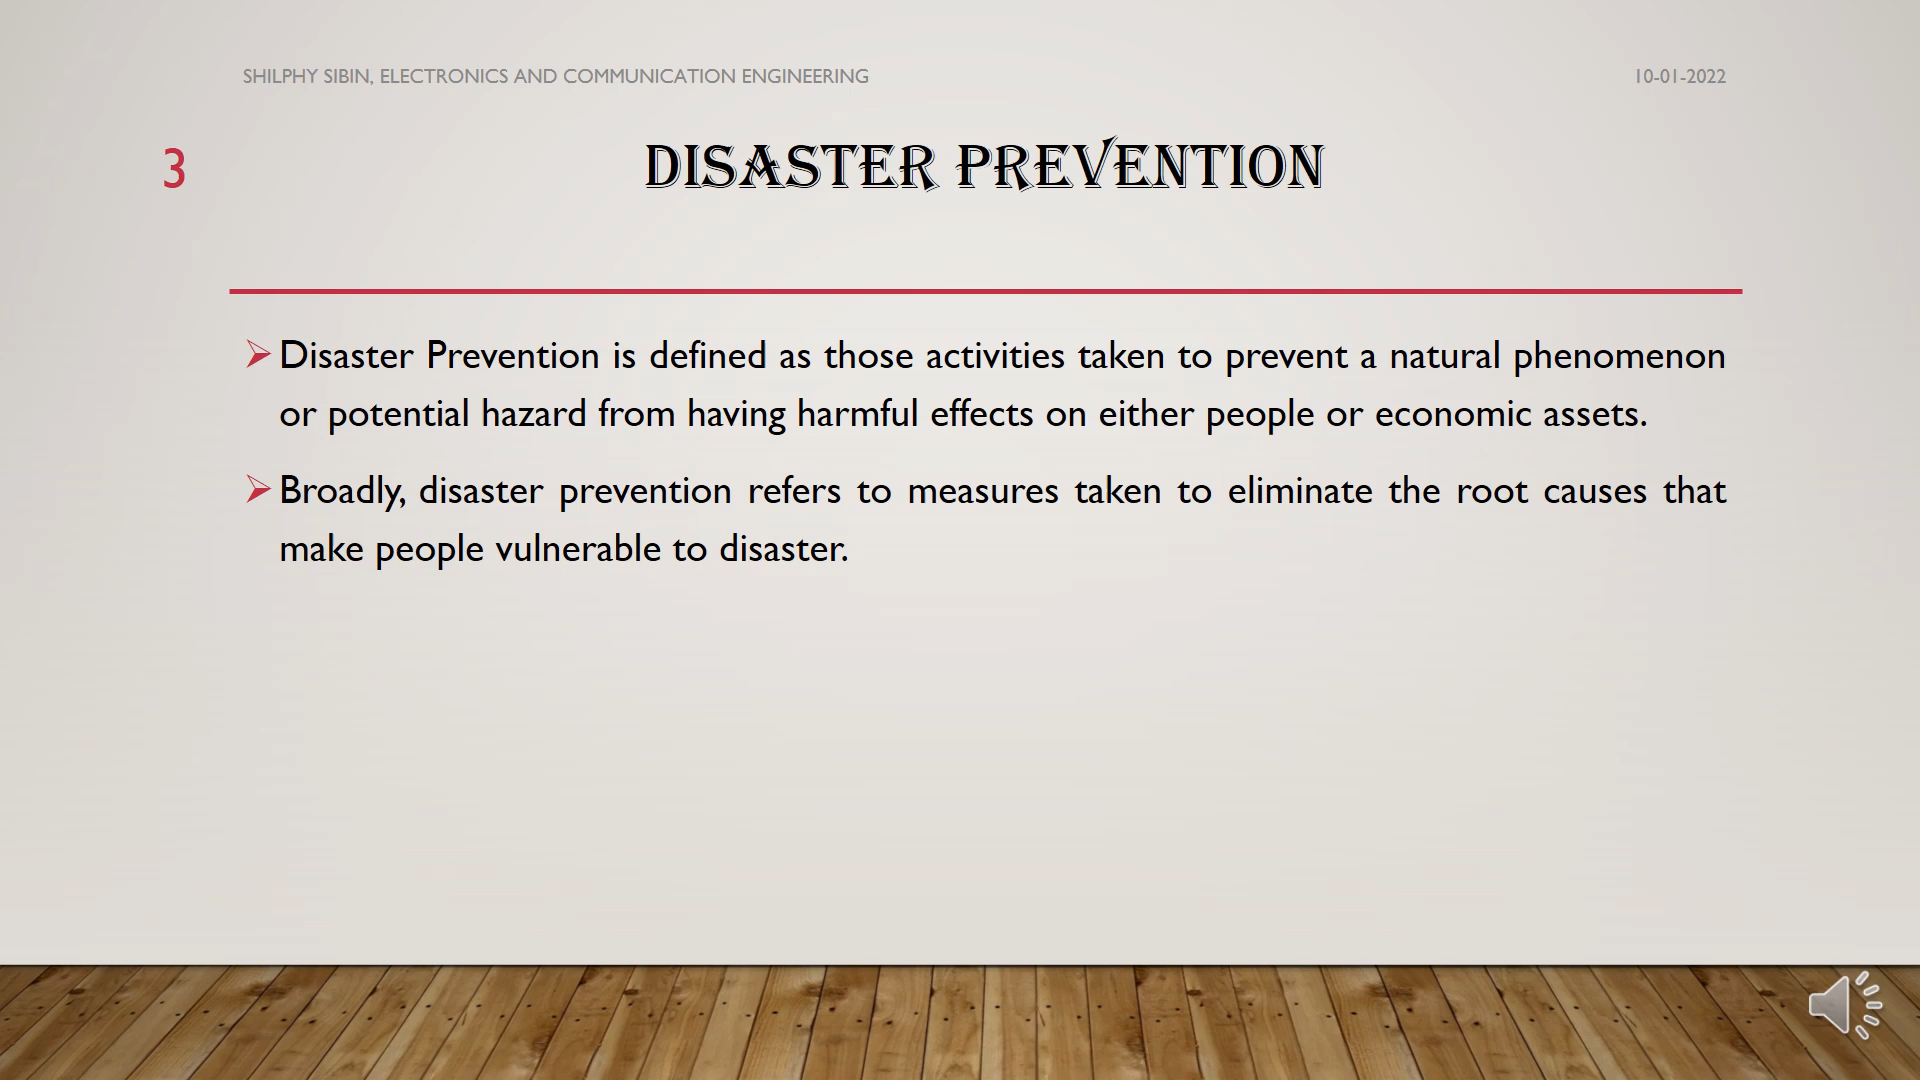 SHILPHY SIBIN, ELECTRONICS AND COMMUNICATION ENGINEERING
10-01-2022
3
DISASTER PREVENTION
Disaster Prevention is defined as those activities taken to prevent a natural phenomenon
or potential hazard from having harmful effects on either people or economic assets.
Broadly, disaster prevention refers to measures taken to eliminate the root causes that
make people vulnerable to disaster.